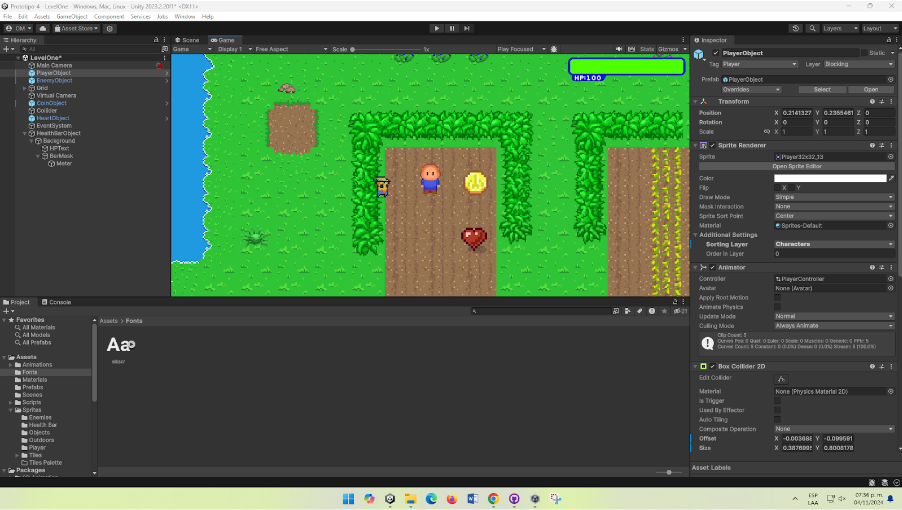 Prototipo 4 - LevelOne - Windows, Mac, Linux - Unity 2023.2.20f1* <DX11>
File Edit Assets GameObject Component Services Jobs Window Help
DM Asset Store Layers Layout
Hierarchy
All
LevelOne*
Main Camera
PlayerObject
EnemyObject
Grid
Virtual Camera
CoinObject
Collider
HeartObject
EventSystem
HealthBarObject
Background
HPText
BarMask
Meter
Scene Game
Game Display 1 Free Aspect Scale 1x Play Focused Stats Gizmos
HP:100
Inspector
PlayerObject Static
Tag Player Layer Blocking
Prefab PlayerObject
Overrides Select Open
Transform
Position X 0.2141327 Y 0.2355461 Z 0
Rotation X 0 Y 0 Z 0
Scale X 1 Y 1 Z 1
Sprite Renderer
Sprite Player32x32_13
Open Sprite Editor
Color
Flip X Y
Draw Mode Simple
Mask Interaction None
Sprite Sort Point Center
Material Sprites-Default
Additional Settings
Sorting Layer Characters
Order in Layer 0
Animator
Controller PlayerController
Avatar None (Avatar)
Apply Root Motion
Animate Physics
Update Mode Normal
Culling Mode Always Animate
Clip Count: 5
Curves Pos: 0 Quat: 0 Euler: 0 Scale: 0 Muscles: 0 Generic: 0 PPtr: 5
Curves Count: 5 Constant: 0 (0.0%) Dense: 0 (0.0%) Stream: 5 (100.0%)
Box Collider 2D
Edit Collider
Material None (Physics Material 2D)
Is Trigger
Used By Effector
Auto Tiling
Composite Operation None
Offset X -0.003688 Y -0.099591
Size X 0.3876995 Y 0.8008178
Asset Labels
Project Console
21
Favorites
All Materials
All Models
All Prefabs
Assets
Animations
Fonts
Materials
Prefabs
Scenes
Scripts
Sprites
Enemies
Health Bar
Objects
Outdoors
Player
Tiles
Tiles Palette
Packages
Assets > Fonts
Aa
ESP
LAA
07:36 p. m.
04/11/2024